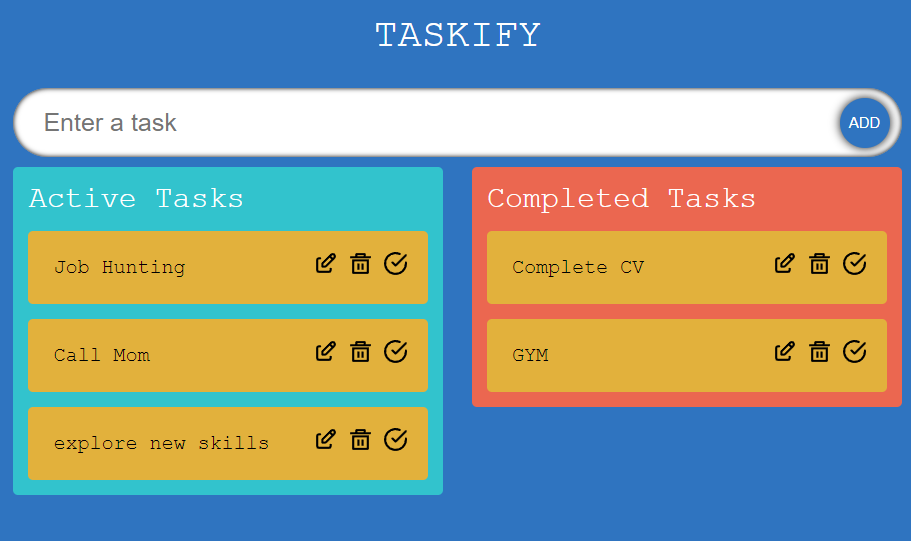 TASKIFY
Enter a task
ADD
Active Tasks
Job Hunting
Call Mom
explore new skills
Completed Tasks
Complete CV
GYM